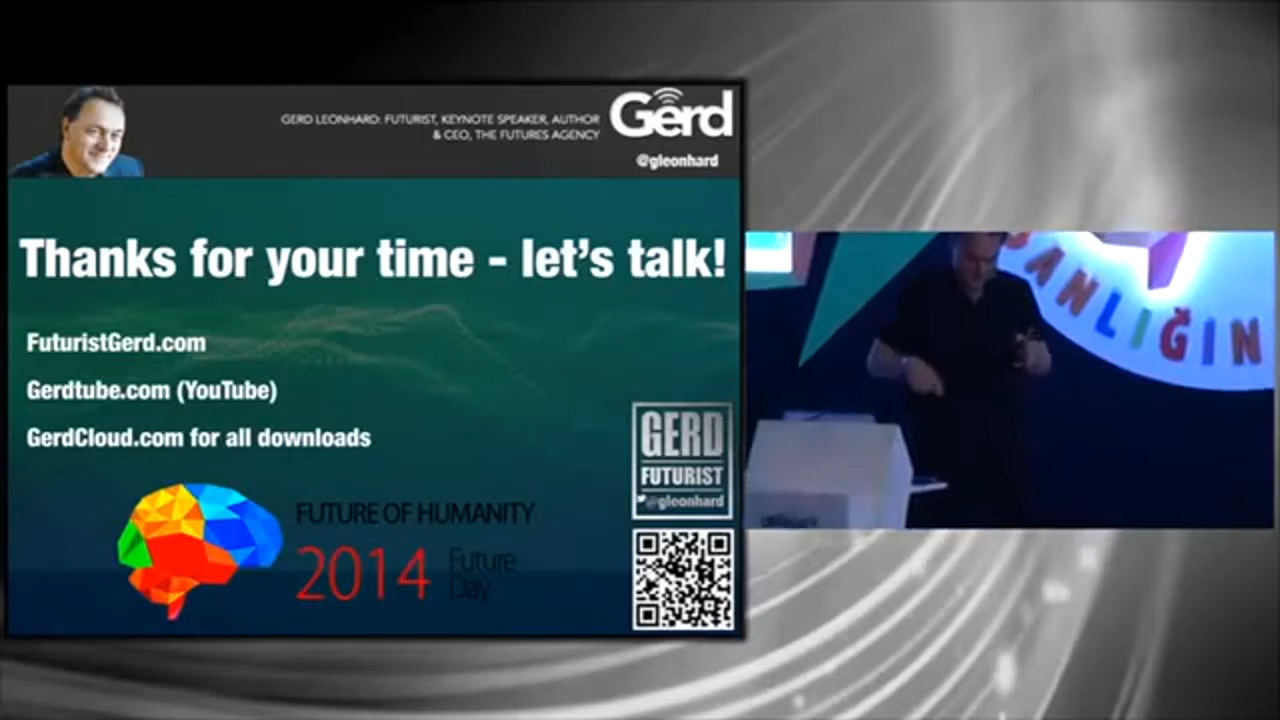 GERD LEONHARD: FUTURIST, KEYNOTE SPEAKER, AUTHOR
& CEO, THE FUTURES AGENCY
Gerd
@gleonhard
Thanks for your time - let's talk!
FuturistGerd.com
Gerdtube.com (YouTube)
GerdCloud.com for all downloads
FUTURE OF HUMANITY
2014 Future
Day
GERD
FUTURIST
@gleonhard
ANLIĞIN